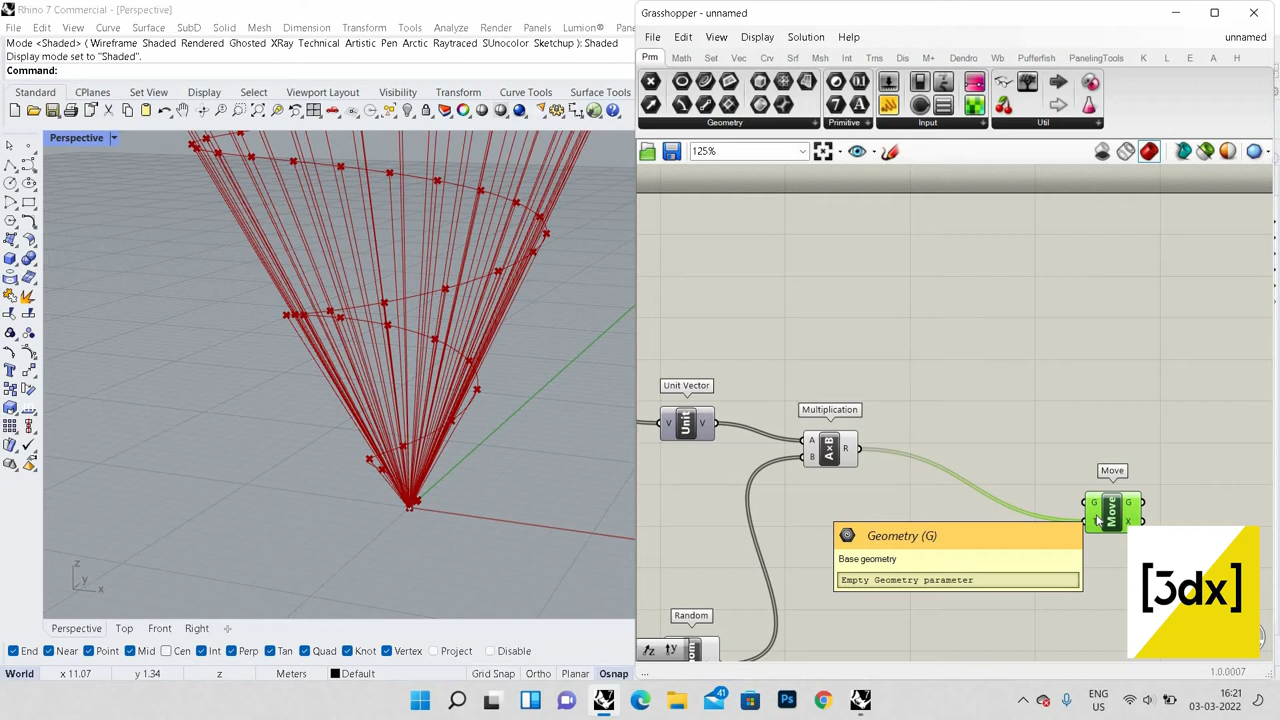 Rhino 7 Commercial - [Perspective]
File Edit View Curve Surface SubD Solid Mesh Dimension Transform Tools Analyze Render Panels Lumion® Help
Mode <Shaded> ( Wireframe Shaded Rendered Ghosted XRay Technical Artistic Pen Arctic Raytraced SUnocolor Sketchup ): Shaded
Display mode set to "Shaded".
Command:
Standard CPlanes Set View Display Select Viewport Layout Visibility Transform Curve Tools Surface Tools
Perspective
z
y
x
Perspective Top Front Right
End Near Point Mid Cen Int Perp Tan Quad Knot Vertex Project Disable
World x 11.07 y 1.34 z Meters Default Grid Snap Ortho Planar Osnap
Grasshopper - unnamed
File Edit View Display Solution Help unnamed
Prm Math Set Vec Crv Srf Msh Int Trns Dis M+ Dendro Wb Pufferfish PanelingTools K L E A H
Geometry Primitive Input Util
125%
Unit Vector
V Unit V
Multiplication
A
B A×B R
Move
G Move G
X
Geometry (G)
Base geometry
Empty Geometry parameter
Random
[3dx]
1.0.0007
41
ENG
US
16:21
03-03-2022